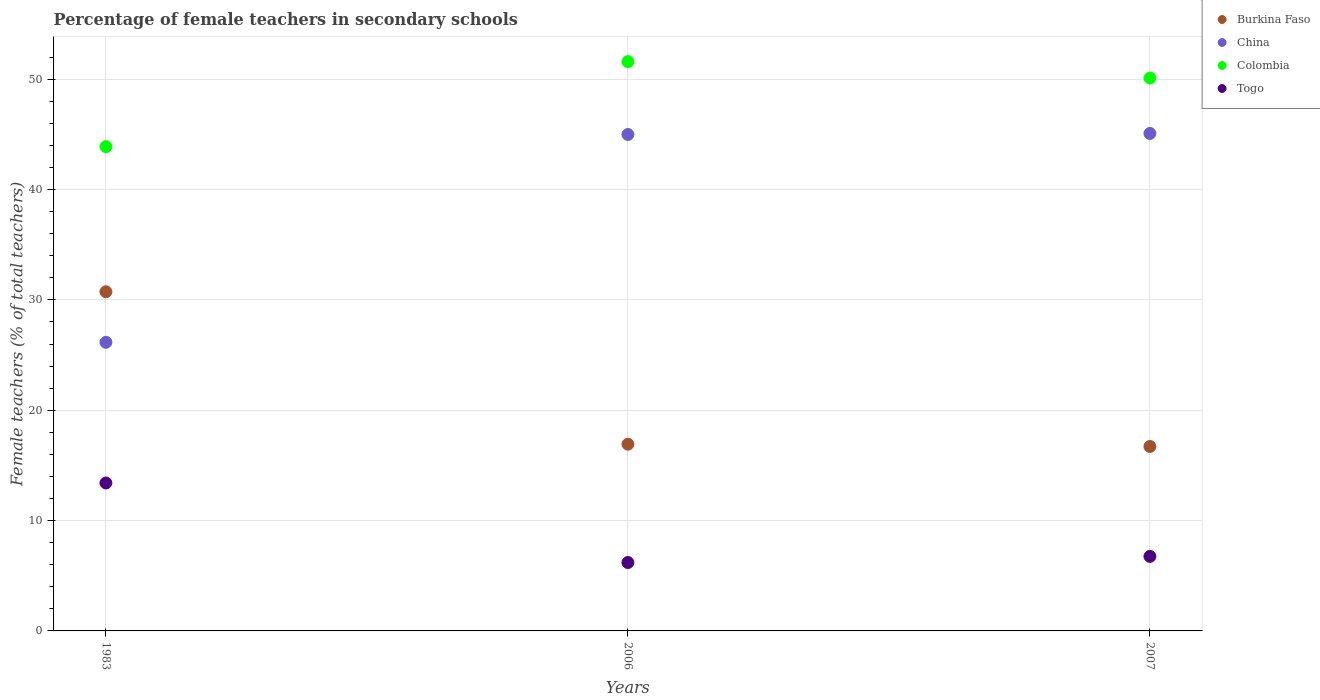 Percentage of female teachers in secondary schools
Burkina Faso
China
Colombia
Togo
Female teachers (% of total teachers)
50
40
30
20
10
0
1983
2006
2007
Years